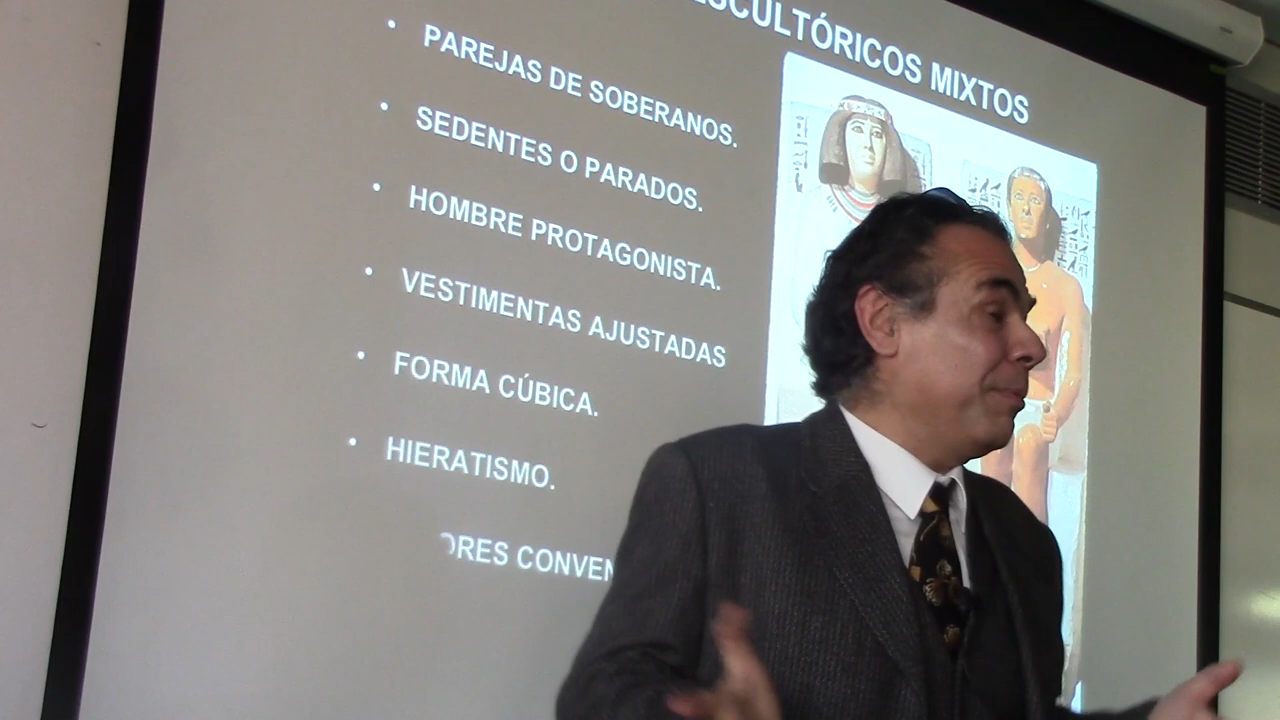 ESCULTÓRICOS MIXTOS
• PAREJAS DE SOBERANOS.
• SEDENTES O PARADOS.
• HOMBRE PROTAGONISTA.
• VESTIMENTAS AJUSTADAS
• FORMA CÚBICA.
• HIERATISMO.
ORES CONVEN